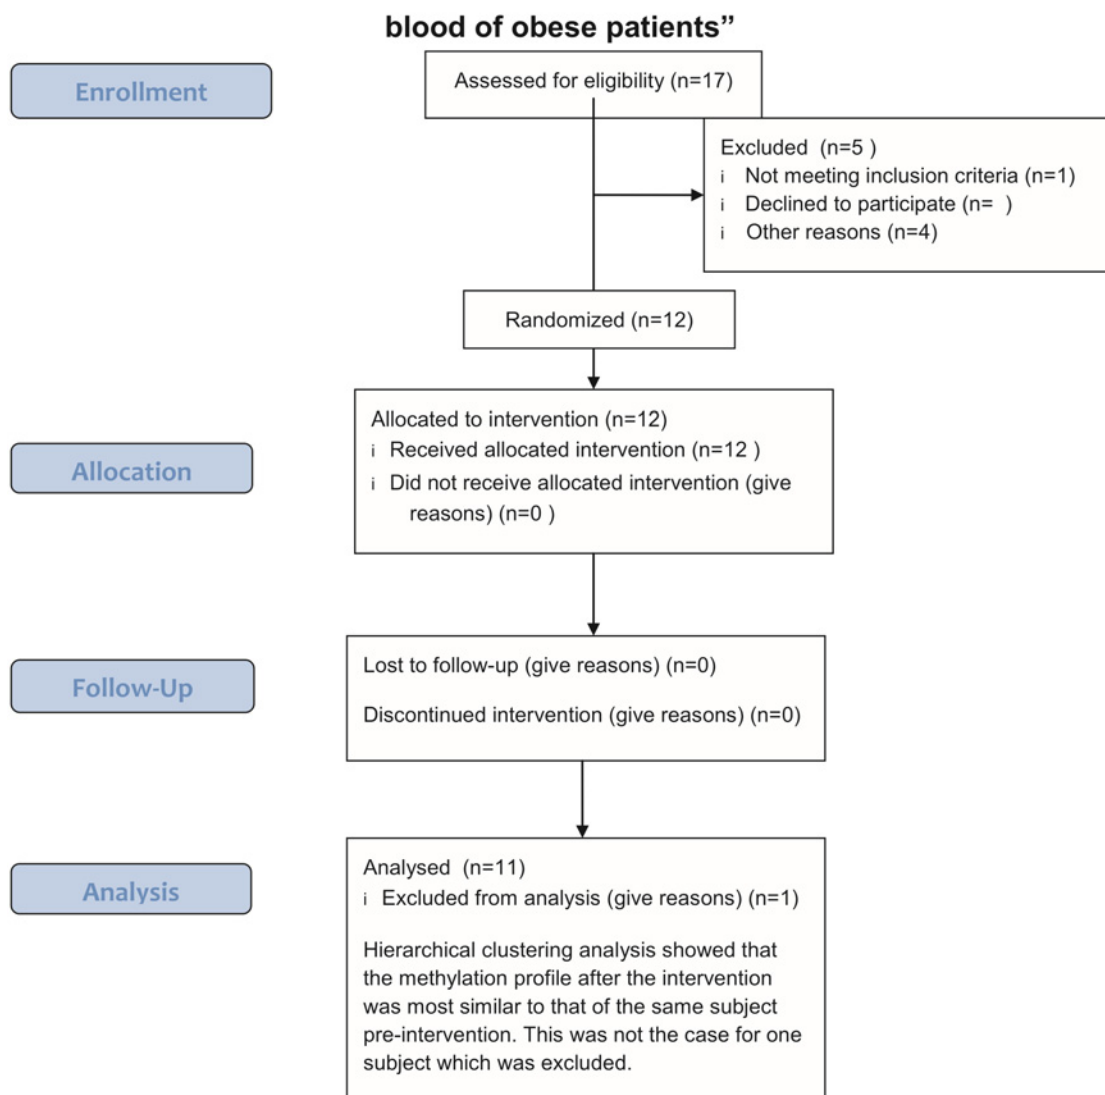 blood of obese patients”
Enrollment
Assessed for eligibility (n=17)
Excluded  (n=5 )
i Not meeting inclusion criteria (n=1)
i Declined to participate (n=  )
i Other reasons (n=4)
Randomized (n=12)
Allocation
Allocated to intervention (n=12)
i Received allocated intervention (n=12 )
i Did not receive allocated intervention (give
reasons) (n=0 )
Follow-Up
Lost to follow-up (give reasons) (n=0)
Discontinued intervention (give reasons) (n=0)
Analysis
Analysed  (n=11)
i Excluded from analysis (give reasons) (n=1)
Hierarchical clustering analysis showed that
the methylation profile after the intervention
was most similar to that of the same subject
pre-intervention. This was not the case for one
subject which was excluded.